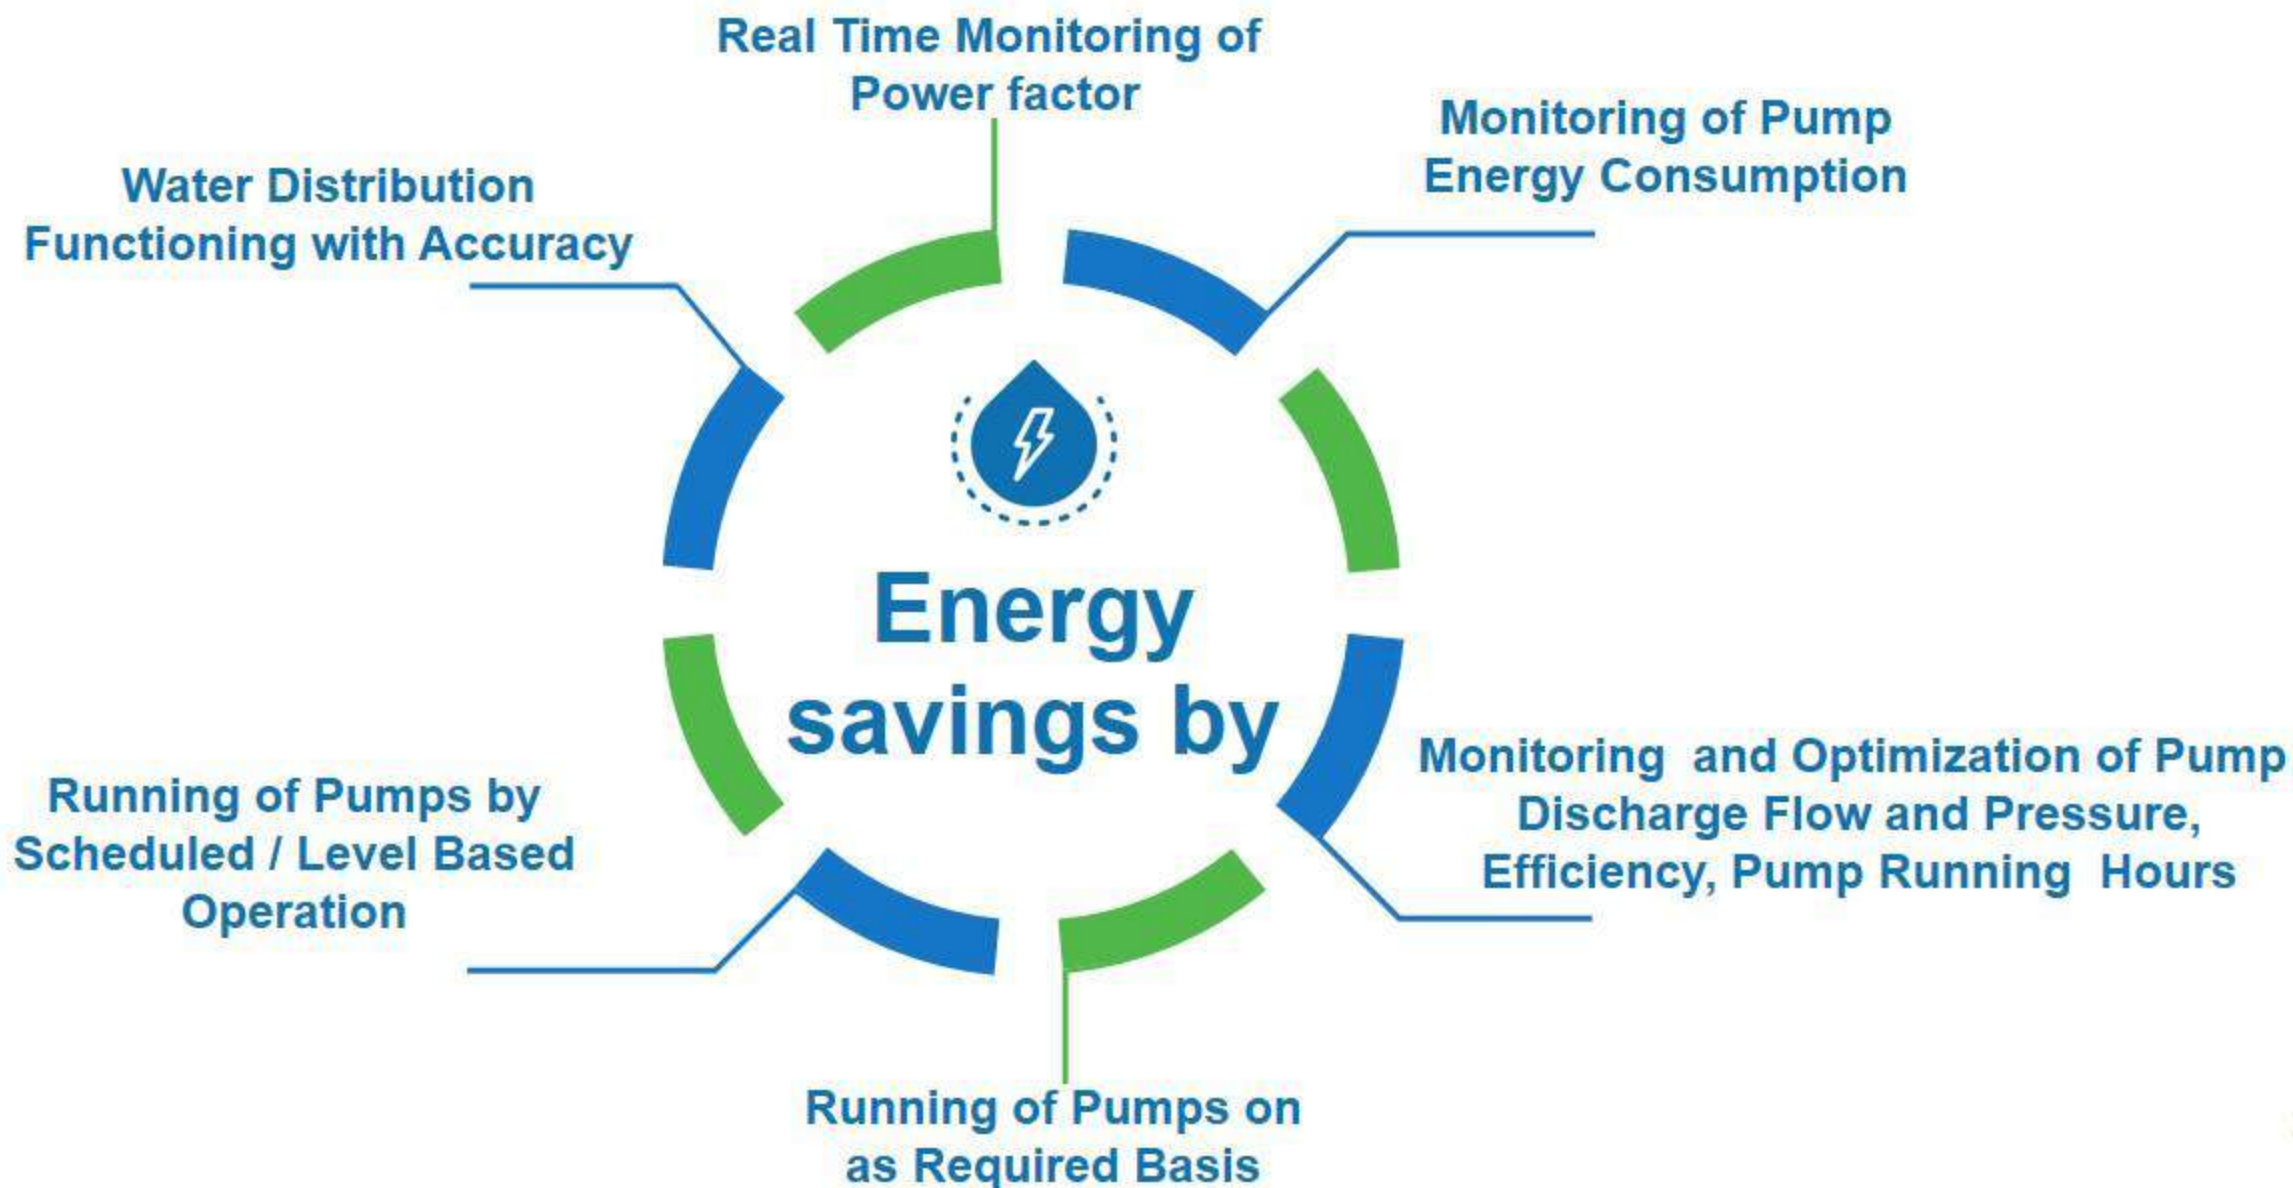 Real Time Monitoring of
Power factor
Monitoring of Pump
Energy Consumption
Water Distribution
Functioning with Accuracy
Energy
savings by
Monitoring and Optimization of Pump
Discharge Flow and Pressure,
Efficiency, Pump Running Hours
Running of Pumps by
Scheduled / Level Based
Operation
Running of Pumps on
as Required Basis